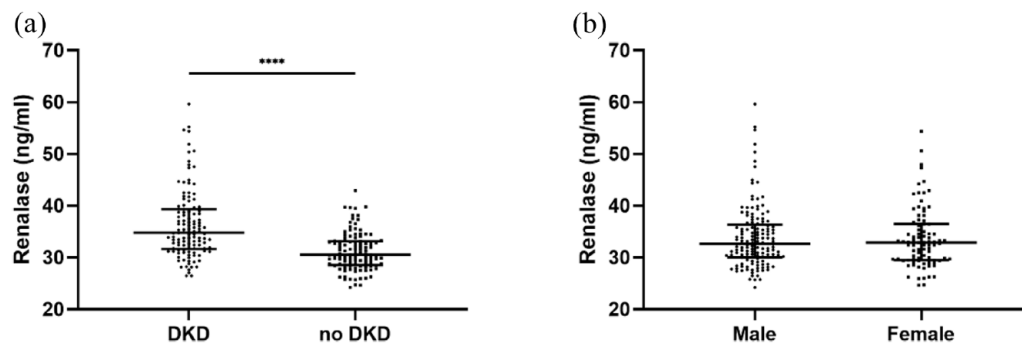 (a)
Renalase (ng/ml)
70
60
50
40
30
20
****
DKD
no DKD
(b)
Renalase (ng/ml)
70
60
50
40
30
20
Male
Female